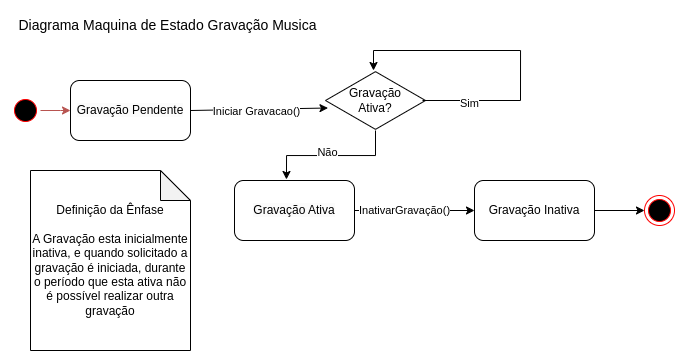 Diagrama Maquina de Estado Gravação Musica
Gravação Pendente
Iniciar Gravacao()
Gravação
Ativa?
Sim
Não
Gravação Ativa
InativarGravação()
Gravação Inativa
Definição da Ênfase
A Gravação esta inicialmente
inativa, e quando solicitado a
gravação é iniciada, durante
o período que esta ativa não
é possível realizar outra
gravação